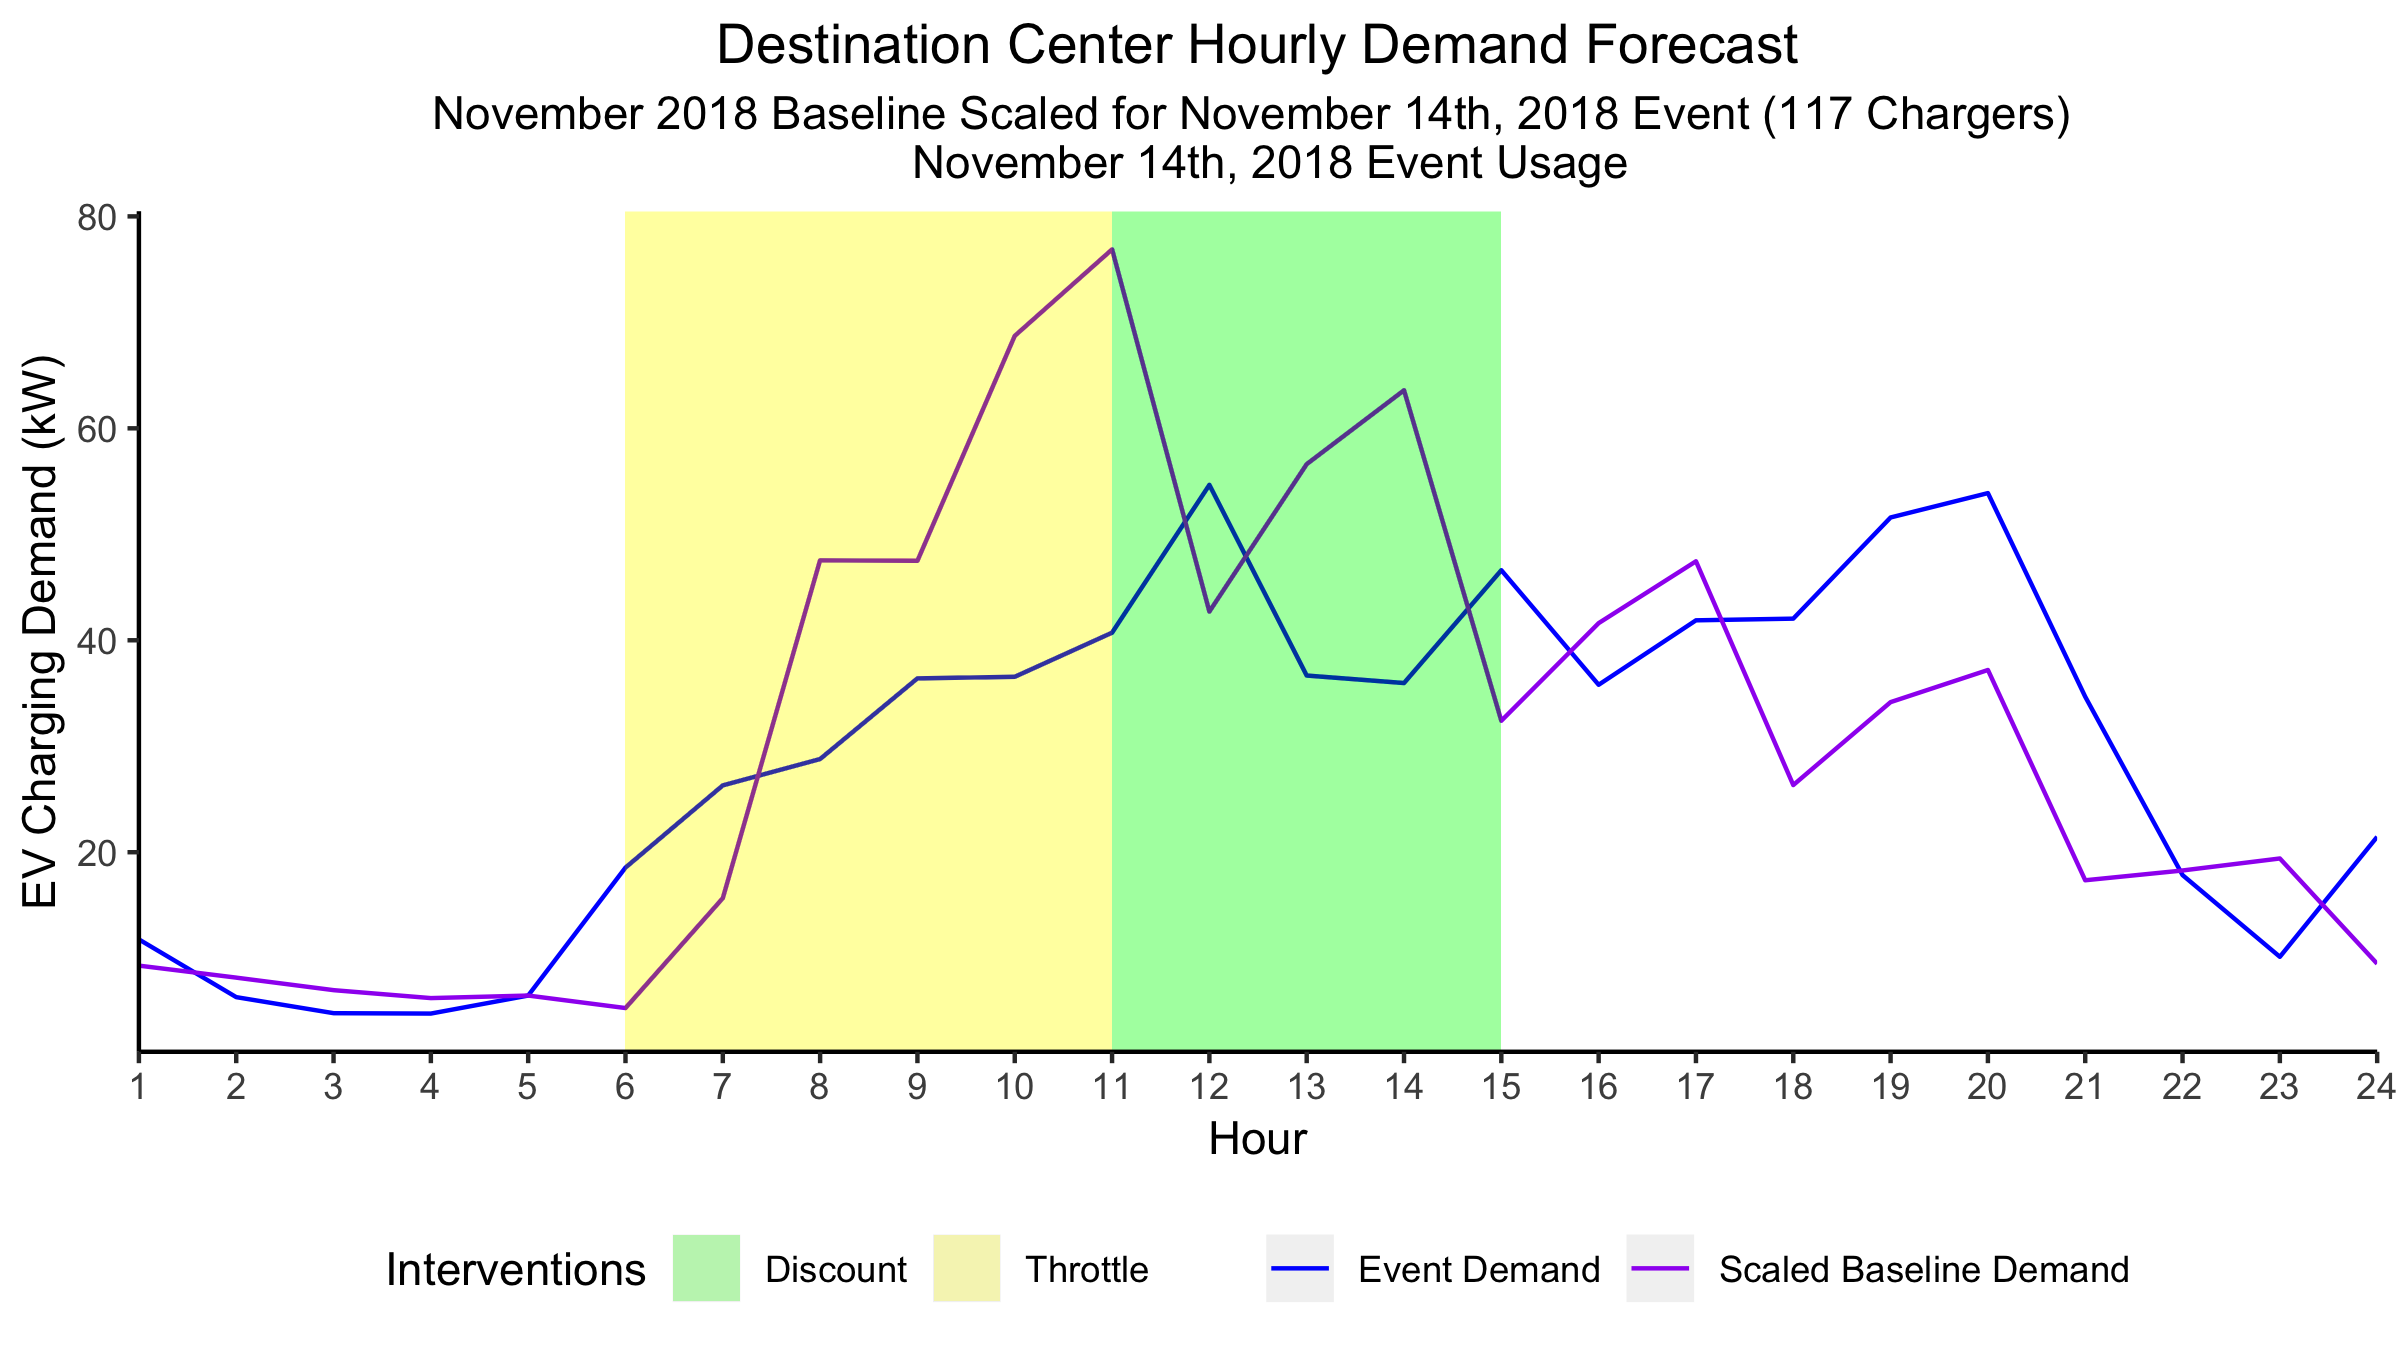 Destination Center Hourly Demand Forecast
November 2018 Baseline Scaled for November 14th, 2018 Event (117 Chargers)
November 14th, 2018 Event Usage
EV Charging Demand (kW)
80
60
40
20
1 2 3 4 5 6 7 8 9 10 11 12 13 14 15 16 17 18 19 20 21 22 23 24
Hour
Interventions Discount Throttle Event Demand Scaled Baseline Demand